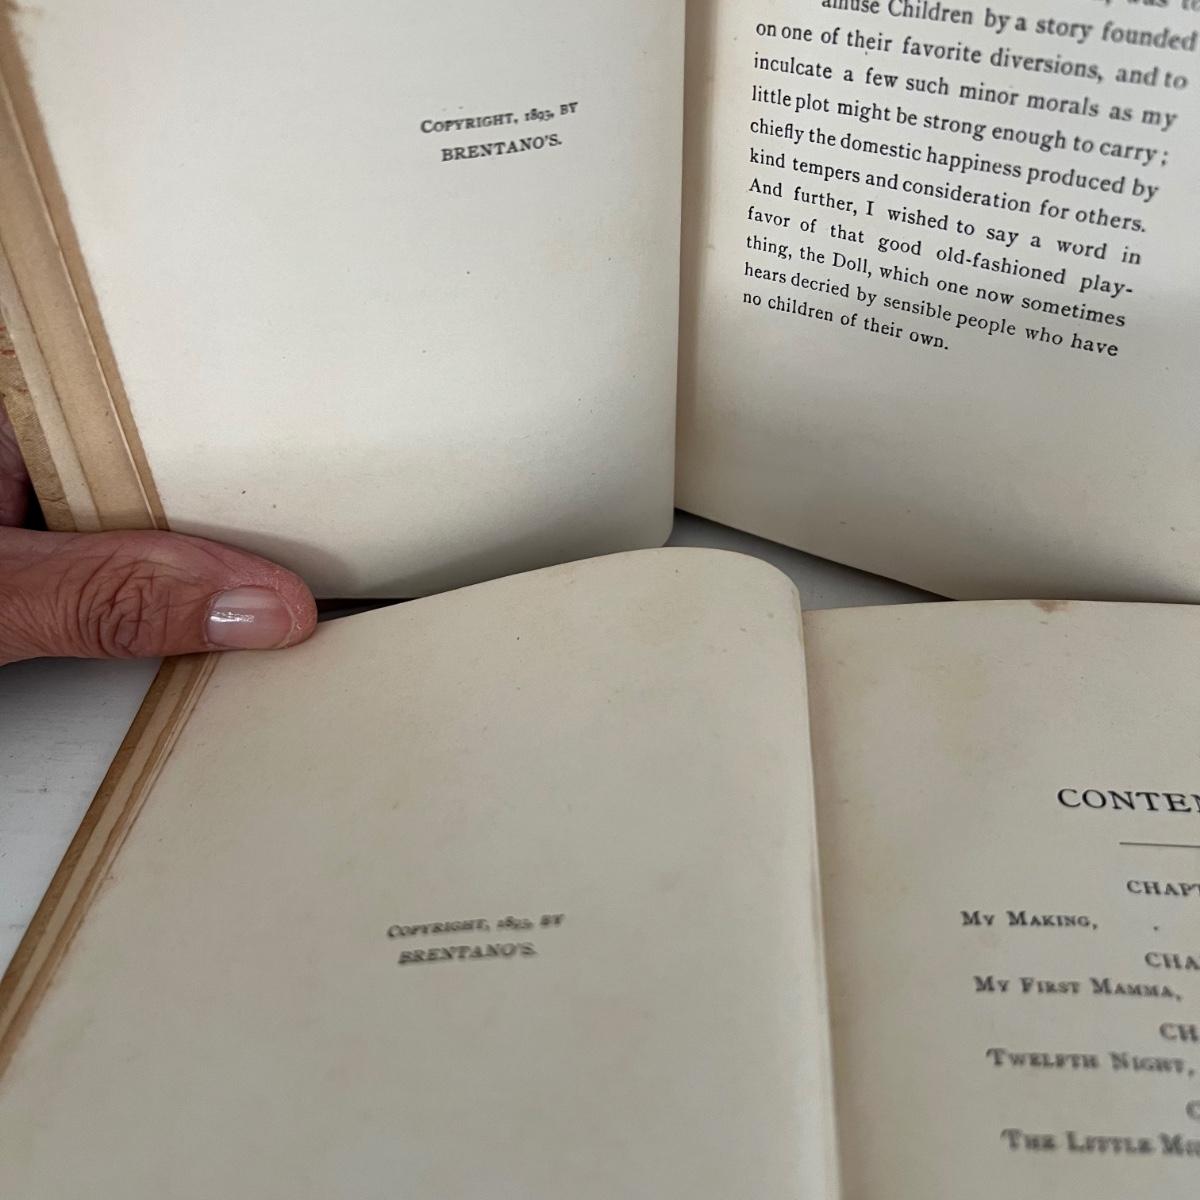 COPYRIGHT, 1893, BY
BRENTANO'S.
amuse Children by a story founded
on one of their favorite diversions, and to
inculcate a few such minor morals as my
little plot might be strong enough to carry;
chiefly the domestic happiness produced by
kind tempers and consideration for others.
And further, I wished to say a word in
favor of that good old-fashioned play-
thing, the Doll, which one now sometimes
hears decried by sensible people who have
no children of their own.
COPYRIGHT, 1893, BY
BRENTANO'S.
CONTEN
CHAPT
MY MAKING,
CHA
MY FIRST MAMMA,
CH
TWELFTH NIGHT,
C
THE LITTLE